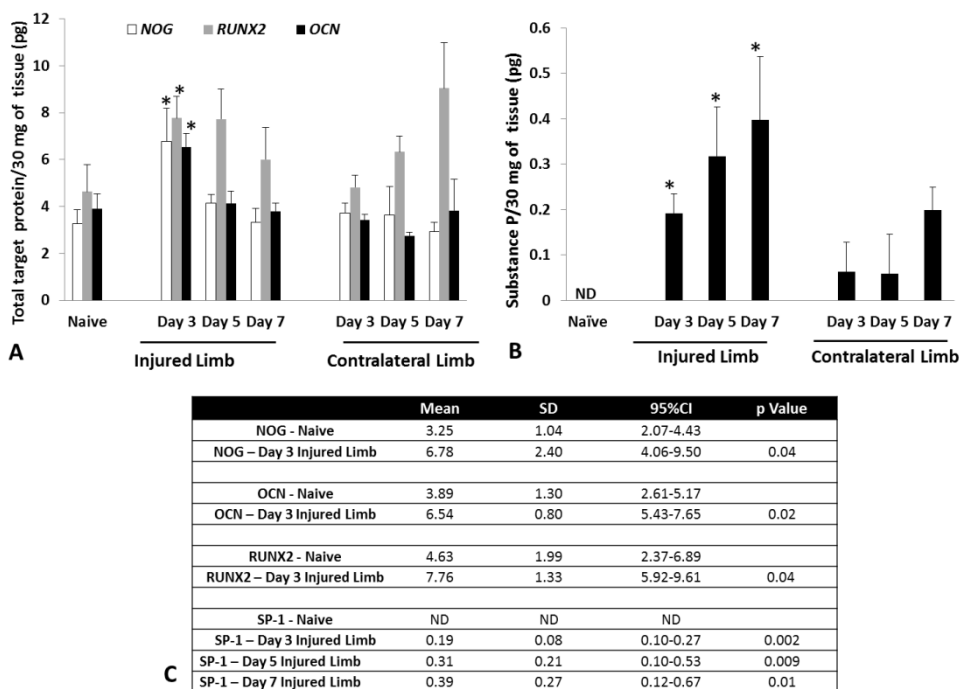 Total target protein/30 mg of tissue (pg)
12
10
8
6
4
2
0
NOG RUNX2 OCN
* * *
Naive Day 3 Day 5 Day 7 Day 3 Day 5 Day 7
Injured Limb Contralateral Limb
A
Substance P/30 mg of tissue (pg)
0.6
0.5
0.4
0.3
0.2
0.1
0
* * *
ND
Naïve Day 3 Day 5 Day 7 Day 3 Day 5 Day 7
Injured Limb Contralateral Limb
B
Mean SD 95%CI p Value
NOG - Naive 3.25 1.04 2.07-4.43
NOG – Day 3 Injured Limb 6.78 2.40 4.06-9.50 0.04
OCN - Naive 3.89 1.30 2.61-5.17
OCN – Day 3 Injured Limb 6.54 0.80 5.43-7.65 0.02
RUNX2 - Naive 4.63 1.99 2.37-6.89
RUNX2 – Day 3 Injured Limb 7.76 1.33 5.92-9.61 0.04
SP-1 - Naive ND ND ND
SP-1 – Day 3 Injured Limb 0.19 0.08 0.10-0.27 0.002
SP-1 – Day 5 Injured Limb 0.31 0.21 0.10-0.53 0.009
SP-1 – Day 7 Injured Limb 0.39 0.27 0.12-0.67 0.01
C